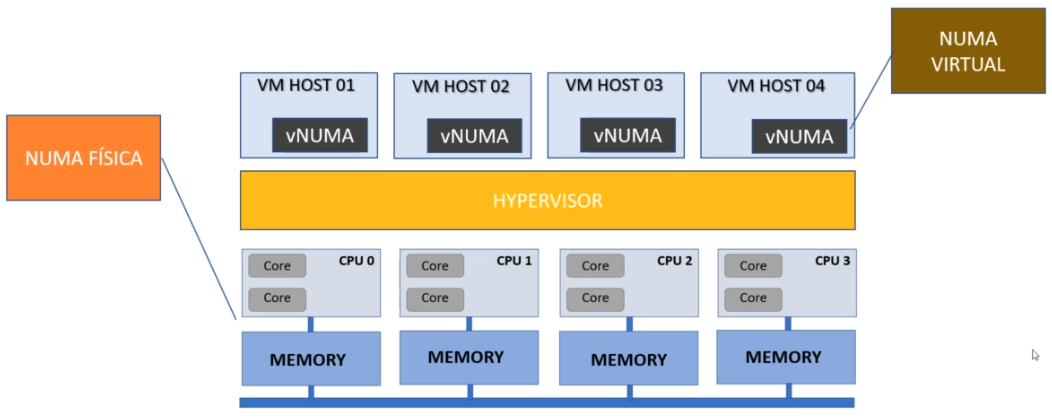 NUMA
VIRTUAL
VM HOST 01
VM HOST 02
VM HOST 03
VM HOST 04
vNUMA
vNUMA
vNUMA
vNUMA
NUMA FÍSICA
HYPERVISOR
CPU 0
Core
Core
CPU 1
Core
Core
CPU 2
Core
Core
CPU 3
Core
Core
MEMORY
MEMORY
MEMORY
MEMORY